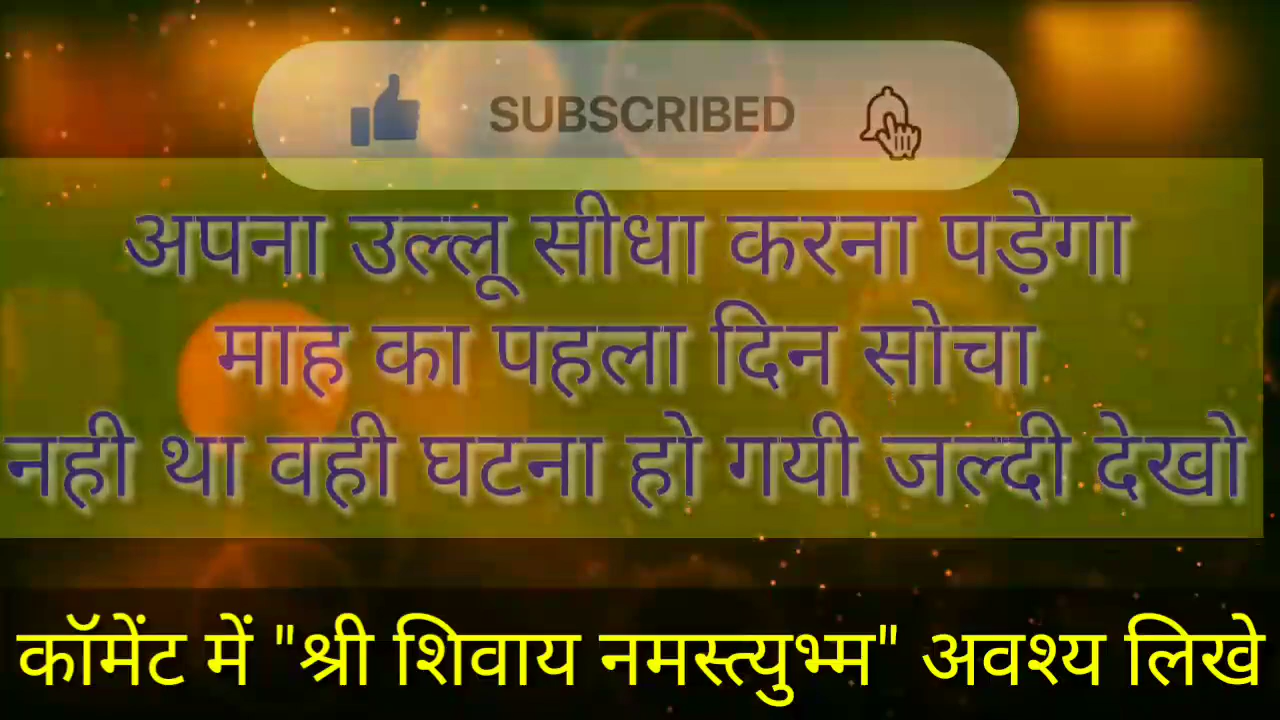 SUBSCRIBED
अपना उल्लू सीधा करना पड़ेगा
माह का पहला दिन सोचा
नही था वही घटना हो गयी जल्दी देखो
कॉमेंट में "श्री शिवाय नमस्त्युभ्म" अवश्य लिखे